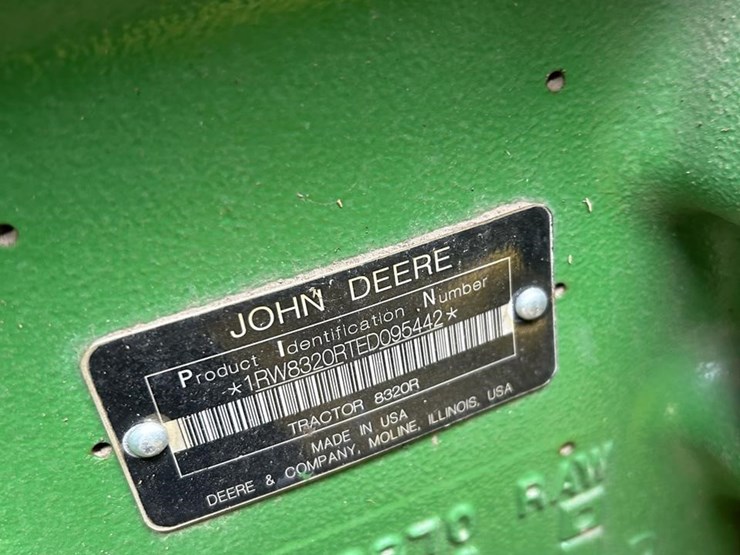 JOHN DEERE
Product Identification Number
*1RW8320RTED095442*
TRACTOR 8320R
MADE IN USA
DEERE & COMPANY, MOLINE, ILLINOIS, USA